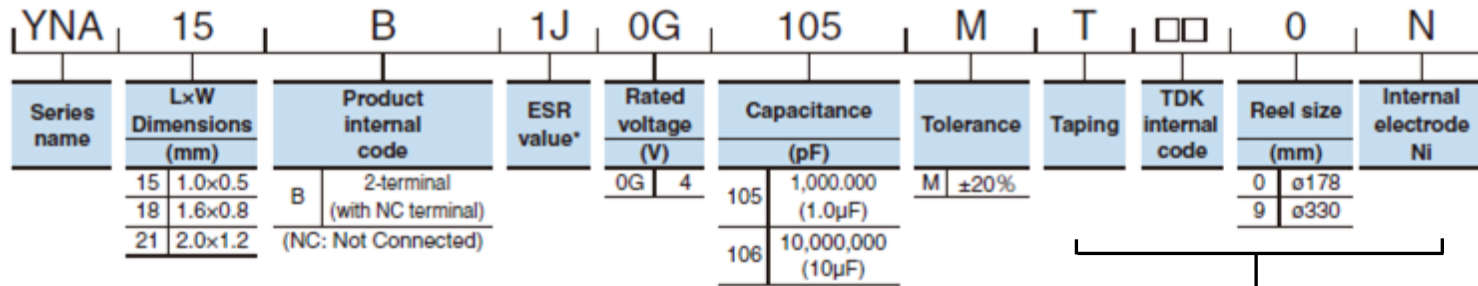 YNA 15 B 1J 0G 105 M T □□ 0 N
Series name
L×W Dimensions (mm)
Product internal code
ESR value*
Rated voltage (V)
Capacitance (pF)
Tolerance
Taping
TDK internal code
Reel size (mm)
Internal electrode Ni
15 1.0×0.5
18 1.6×0.8
21 2.0×1.2
B 2-terminal (with NC terminal)
(NC: Not Connected)
0G 4
105 1,000.000 (1.0µF)
106 10,000,000 (10µF)
M ±20%
0 ø178
9 ø330